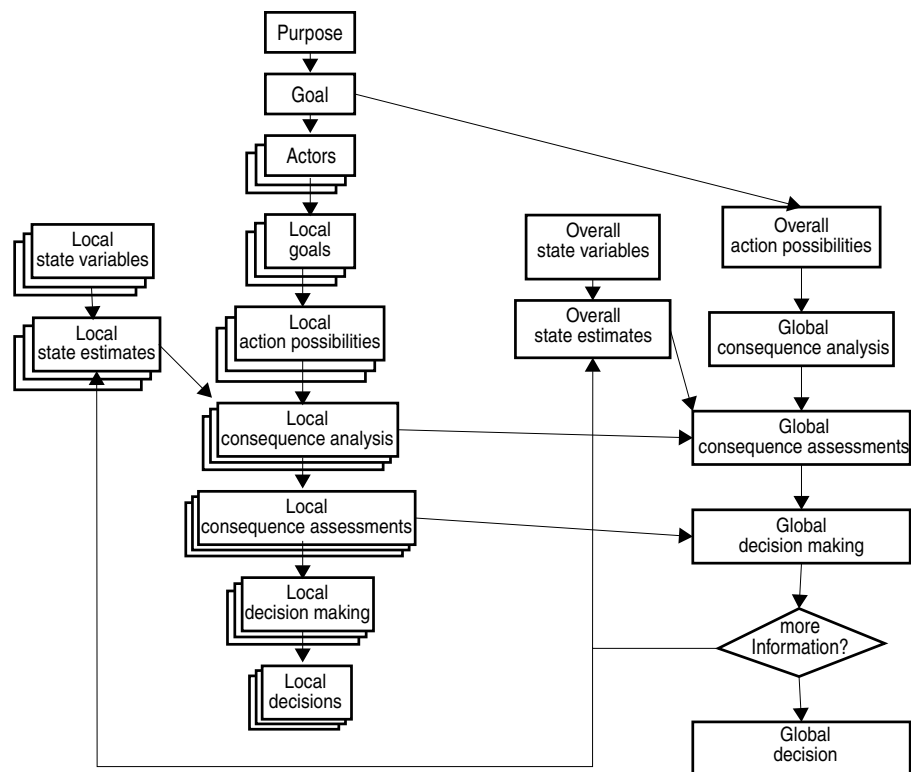 Purpose
Goal
Actors
Local
goals
Local
state variables
Overall
state variables
Overall
action possibilities
Local
state estimates
Local
action possibilities
Overall
state estimates
Global
consequence analysis
Local
consequence analysis
Global
consequence assessments
Local
consequence assessments
Global
decision making
Local
decision making
more
Information?
Local
decisions
Global
decision